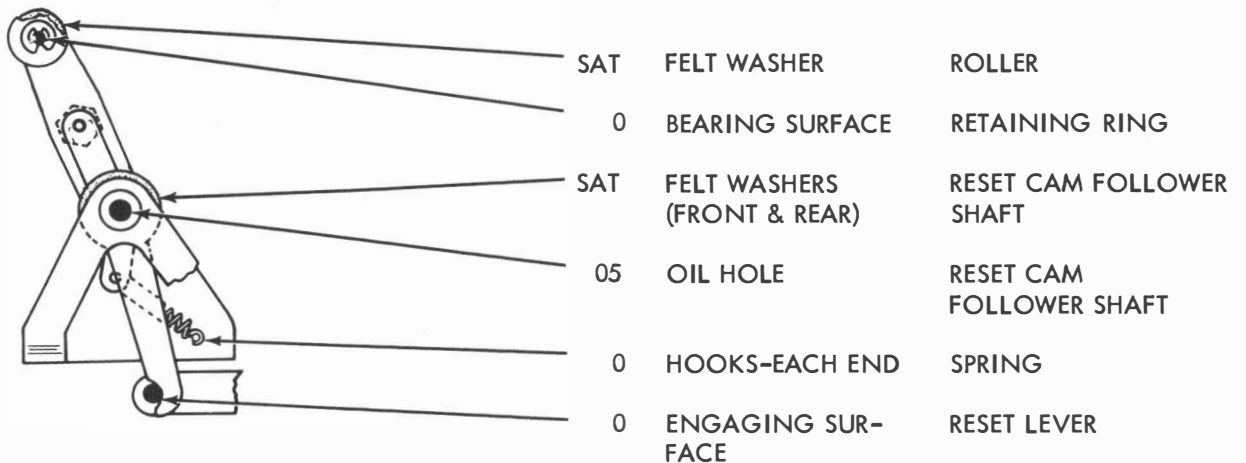 SAT FELT WASHER ROLLER
0 BEARING SURFACE RETAINING RING
SAT FELT WASHERS RESET CAM FOLLOWER
(FRONT & REAR) SHAFT
05 OIL HOLE RESET CAM
FOLLOWER SHAFT
0 HOOKS-EACH END SPRING
0 ENGAGING SUR- RESET LEVER
FACE